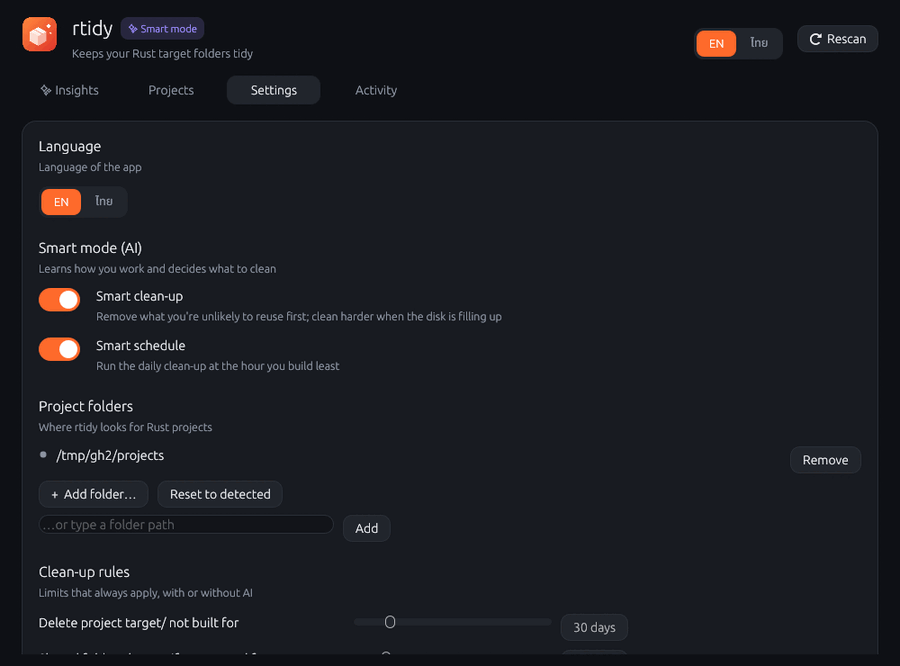 rtidy
Smart mode
Keeps your Rust target folders tidy
EN
ไทย
Rescan
Insights
Projects
Settings
Activity
Language
Language of the app
EN
ไทย
Smart mode (AI)
Learns how you work and decides what to clean
Smart clean-up
Remove what you're unlikely to reuse first; clean harder when the disk is filling up
Smart schedule
Run the daily clean-up at the hour you build least
Project folders
Where rtidy looks for Rust projects
/tmp/gh2/projects
Remove
+ Add folder…
Reset to detected
…or type a folder path
Add
Clean-up rules
Limits that always apply, with or without AI
Delete project target/ not built for
30 days